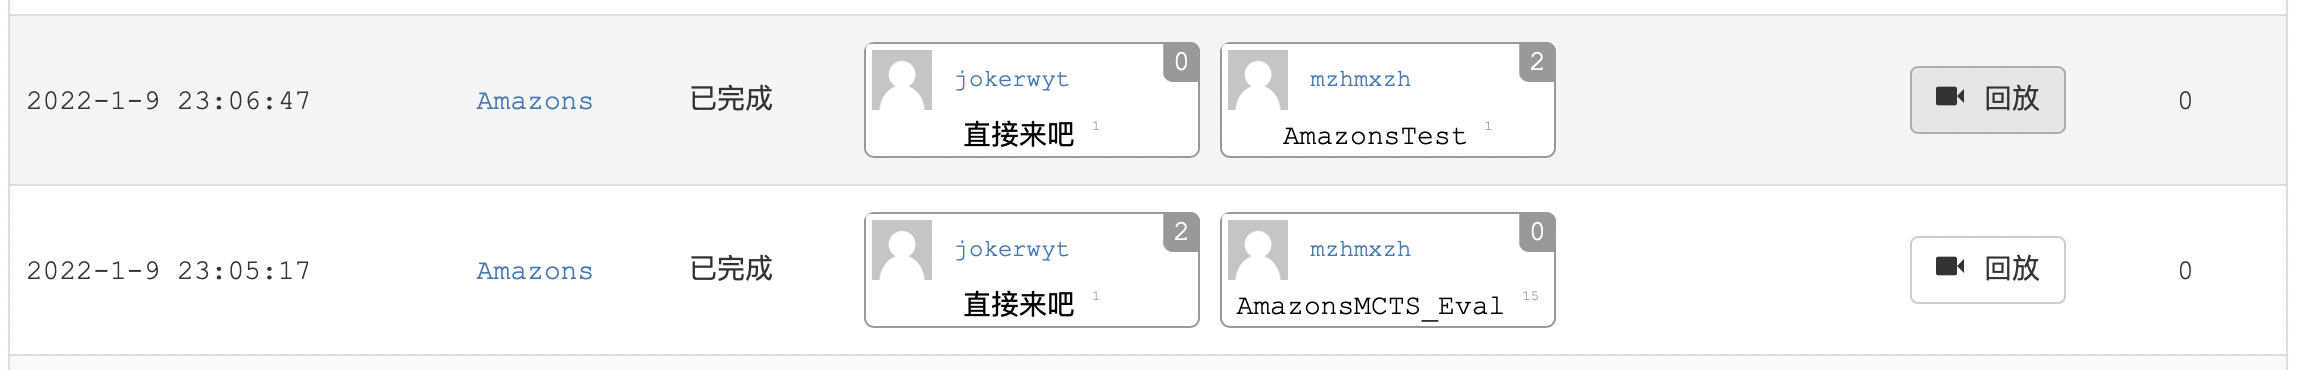 jokerwyt 0 mzhmxzh 2
2022-1-9 23:06:47 Amazons 已完成 回放 0
直接来吧 1 AmazonsTest 1
jokerwyt 2 mzhmxzh 0
2022-1-9 23:05:17 Amazons 已完成 回放 0
直接来吧 1 AmazonsMCTS_Eval 15